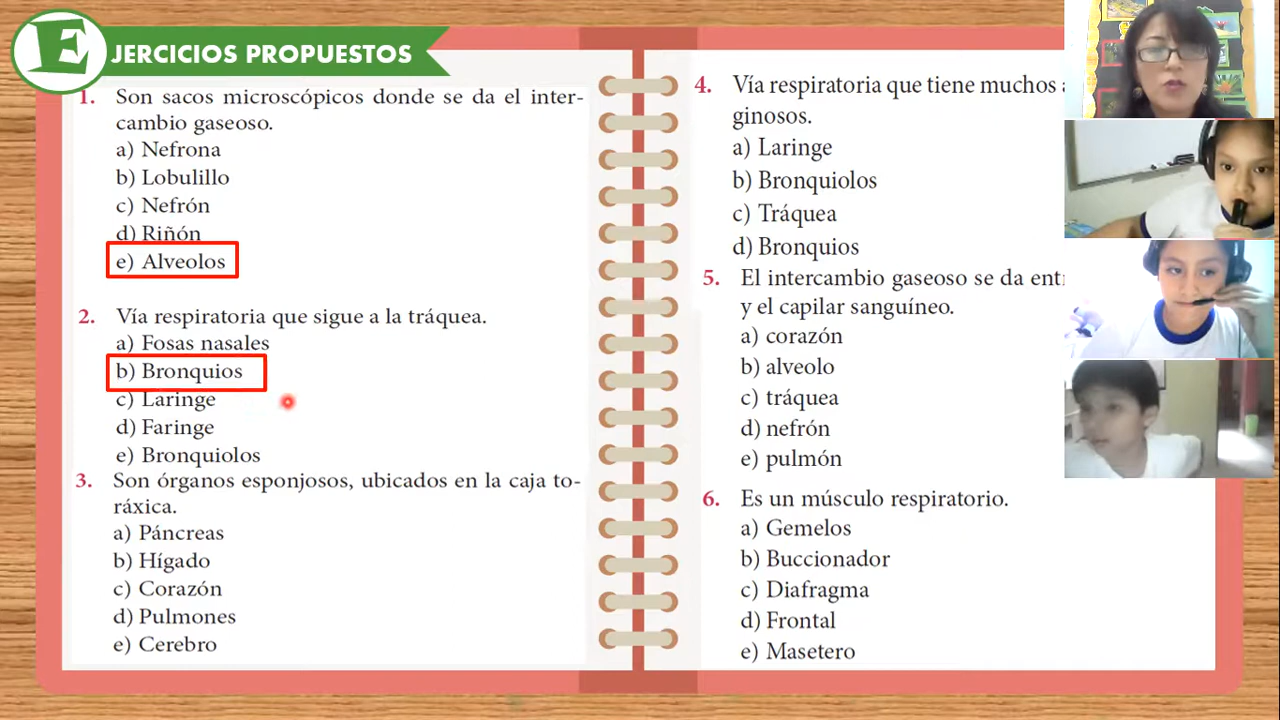 EJERCICIOS PROPUESTOS
1. Son sacos microscópicos donde se da el inter-
cambio gaseoso.
a) Nefrona
b) Lobulillo
c) Nefrón
d) Riñón
e) Alveolos
2. Vía respiratoria que sigue a la tráquea.
a) Fosas nasales
b) Bronquios
c) Laringe
d) Faringe
e) Bronquiolos
3. Son órganos esponjosos, ubicados en la caja to-
ráxica.
a) Páncreas
b) Hígado
c) Corazón
d) Pulmones
e) Cerebro
4. Vía respiratoria que tiene muchos
ginosos.
a) Laringe
b) Bronquiolos
c) Tráquea
d) Bronquios
5. El intercambio gaseoso se da
y el capilar sanguíneo.
a) corazón
b) alveolo
c) tráquea
d) nefrón
e) pulmón
6. Es un músculo respiratorio.
a) Gemelos
b) Buccionador
c) Diafragma
d) Frontal
e) Masetero